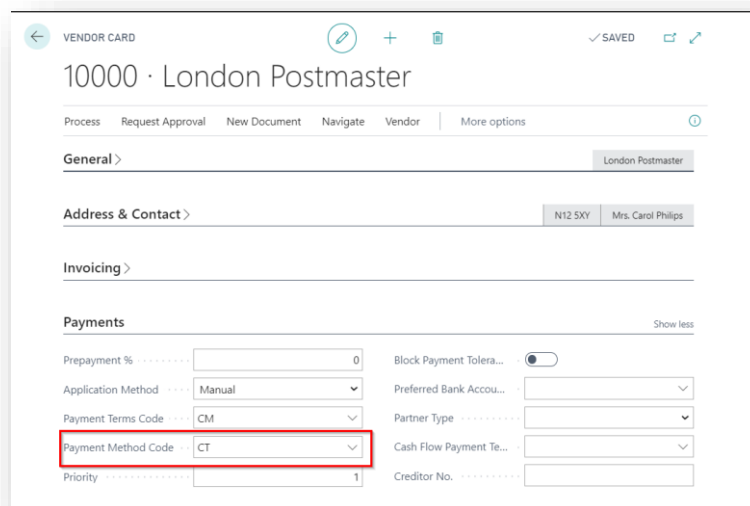 VENDOR CARD
SAVED
10000 · London Postmaster
Process Request Approval New Document Navigate Vendor More options
General
London Postmaster
Address & Contact
N12 5XY Mrs. Carol Philips
Invoicing
Payments
Show less
Prepayment % 0 Block Payment Tolera...
Application Method Manual Preferred Bank Accou...
Payment Terms Code CM Partner Type
Payment Method Code CT Cash Flow Payment Te...
Priority 1 Creditor No.